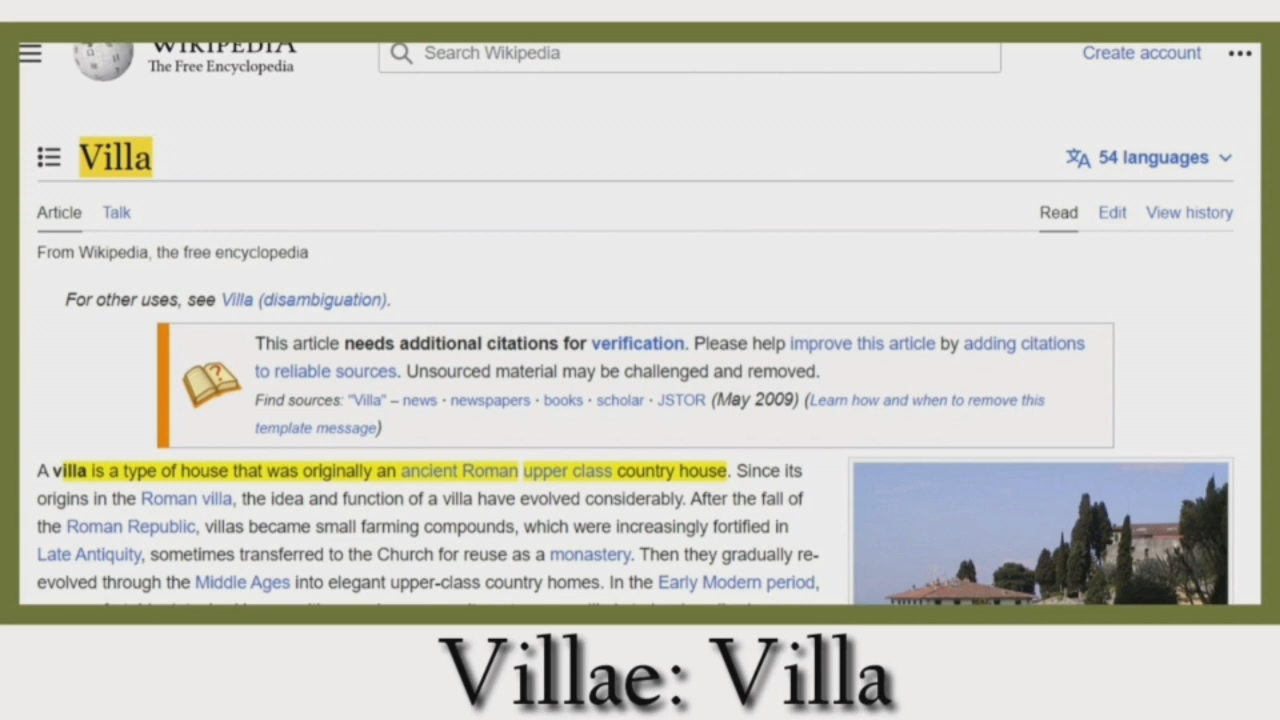 WIKIPEDIA
The Free Encyclopedia
Search Wikipedia
Create account
Villa
54 languages
Article Talk
Read Edit View history
From Wikipedia, the free encyclopedia
For other uses, see Villa (disambiguation).
This article needs additional citations for verification. Please help improve this article by adding citations
to reliable sources. Unsourced material may be challenged and removed.
Find sources: "Villa" – news · newspapers · books · scholar · JSTOR (May 2009) (Learn how and when to remove this
template message)
A villa is a type of house that was originally an ancient Roman upper class country house. Since its
origins in the Roman villa, the idea and function of a villa have evolved considerably. After the fall of
the Roman Republic, villas became small farming compounds, which were increasingly fortified in
Late Antiquity, sometimes transferred to the Church for reuse as a monastery. Then they gradually re-
evolved through the Middle Ages into elegant upper-class country homes. In the Early Modern period,
Villae: Villa